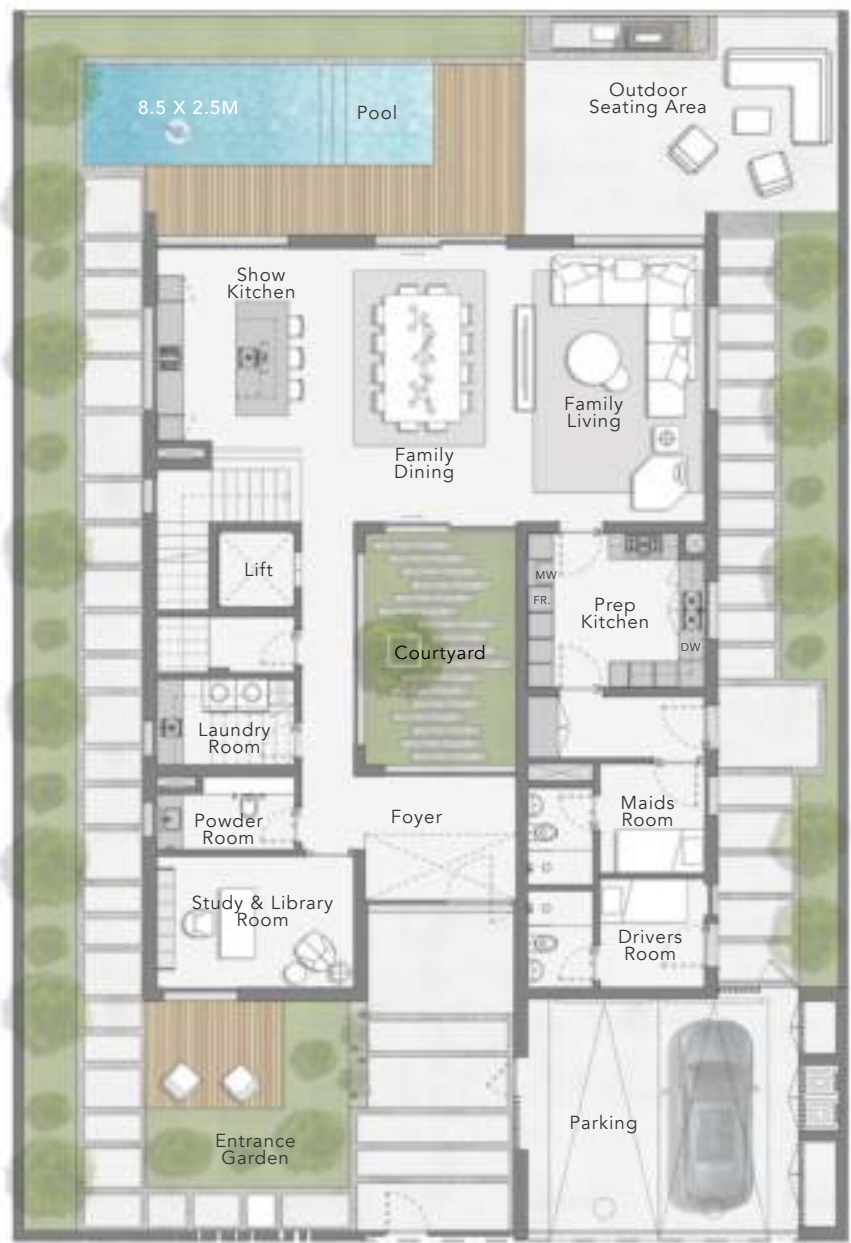 8.5 X 2.5M
Pool
Outdoor
Seating Area
Show
Kitchen
Family
Dining
Family
Living
Lift
MW
FR.
Prep
Kitchen
DW
Courtyard
Laundry
Room
Powder
Room
Foyer
Maids
Room
Study & Library
Room
Drivers
Room
Parking
Entrance
Garden